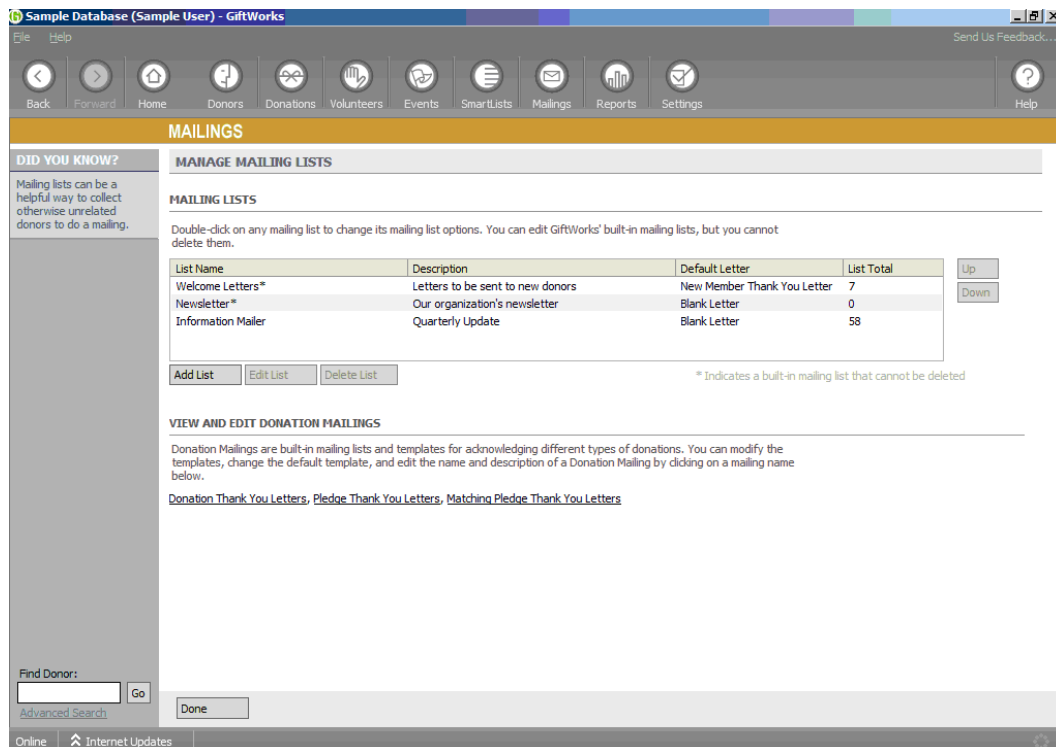 Sample Database (Sample User) - GiftWorks
File Help
Send Us Feedback...
Back Forward Home Donors Donations Volunteers Events SmartLists Mailings Reports Settings Help
MAILINGS
DID YOU KNOW?
Mailing lists can be a
helpful way to collect
otherwise unrelated
donors to do a mailing.
MANAGE MAILING LISTS
MAILING LISTS
Double-click on any mailing list to change its mailing list options. You can edit GiftWorks' built-in mailing lists, but you cannot
delete them.
List Name Description Default Letter List Total
Welcome Letters* Letters to be sent to new donors New Member Thank You Letter 7
Newsletter* Our organization's newsletter Blank Letter 0
Information Mailer Quarterly Update Blank Letter 58
Up
Down
Add List Edit List Delete List
* Indicates a built-in mailing list that cannot be deleted
VIEW AND EDIT DONATION MAILINGS
Donation Mailings are built-in mailing lists and templates for acknowledging different types of donations. You can modify the
templates, change the default template, and edit the name and description of a Donation Mailing by clicking on a mailing name
below.
Donation Thank You Letters, Pledge Thank You Letters, Matching Pledge Thank You Letters
Find Donor:
Go
Advanced Search
Done
Online Internet Updates